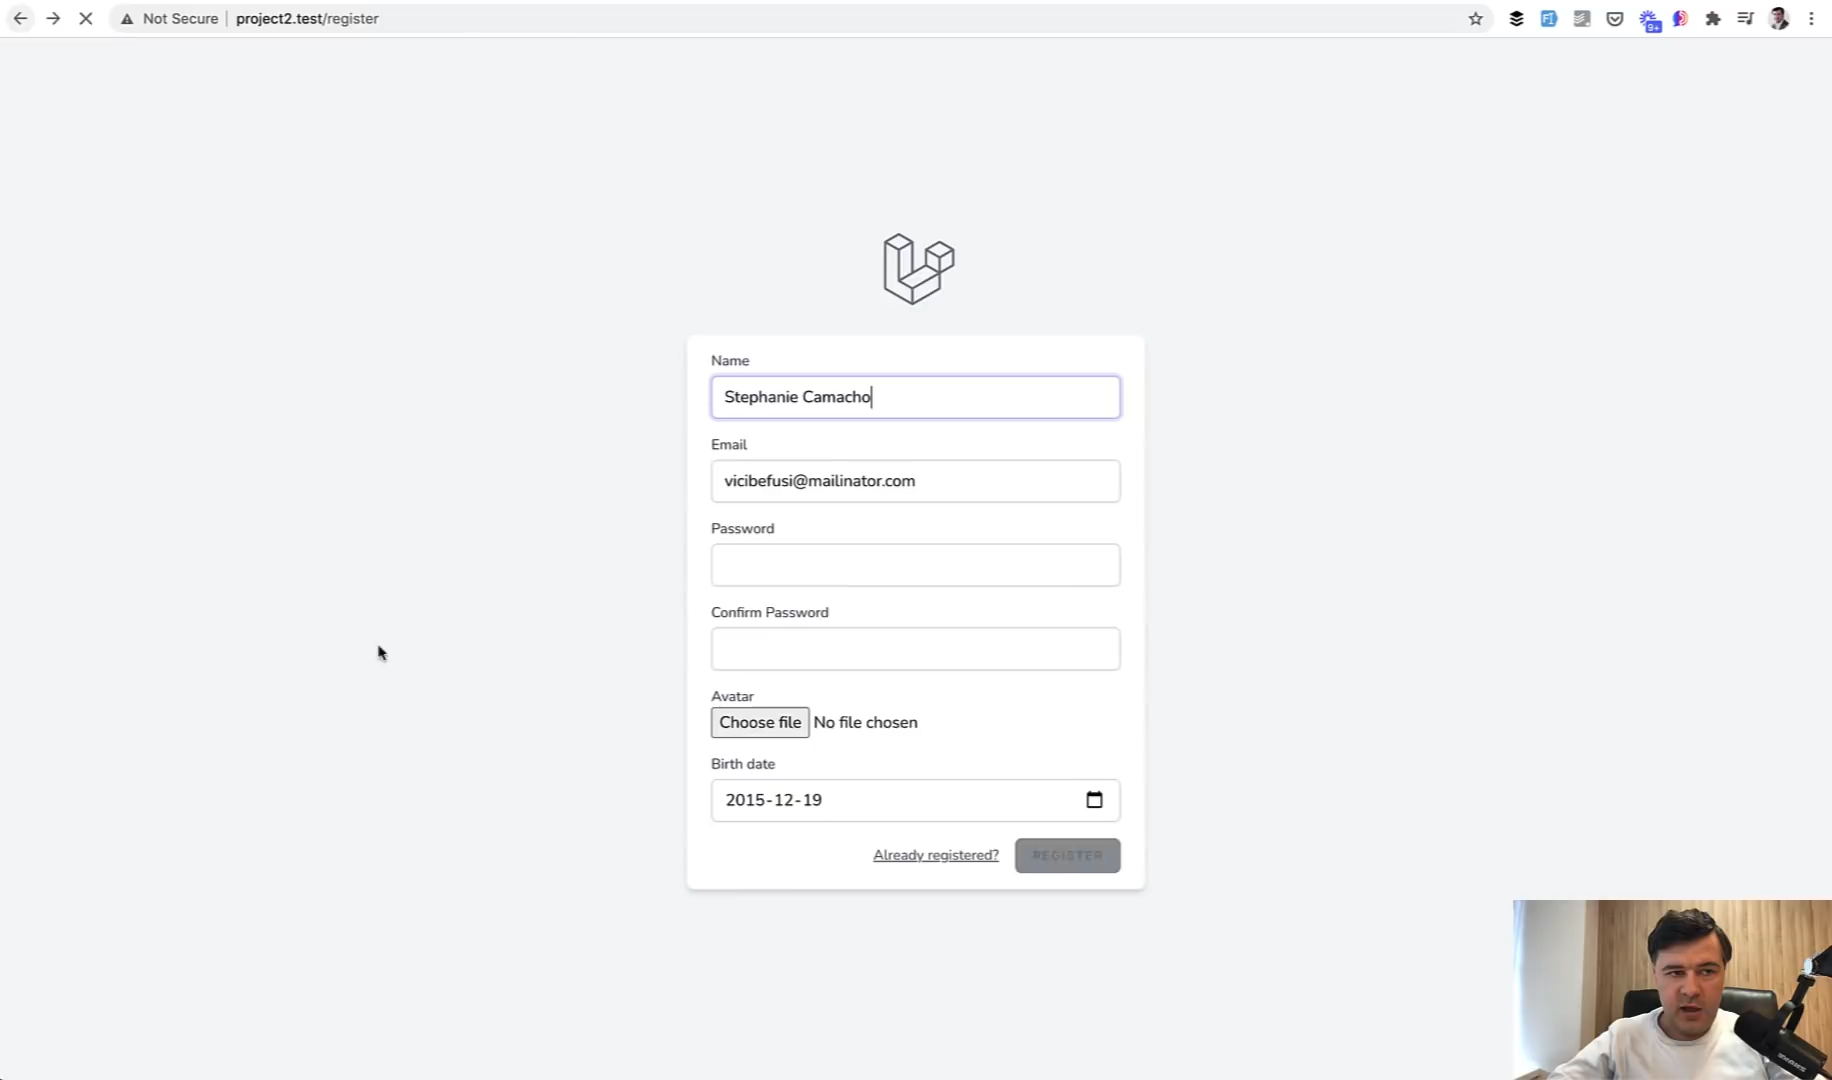 Not Secure | project2.test/register
9+
Name
Stephanie Camacho
Email
vicibefusi@mailinator.com
Password
Confirm Password
Avatar
Choose file No file chosen
Birth date
2015-12-19
Already registered? REGISTER